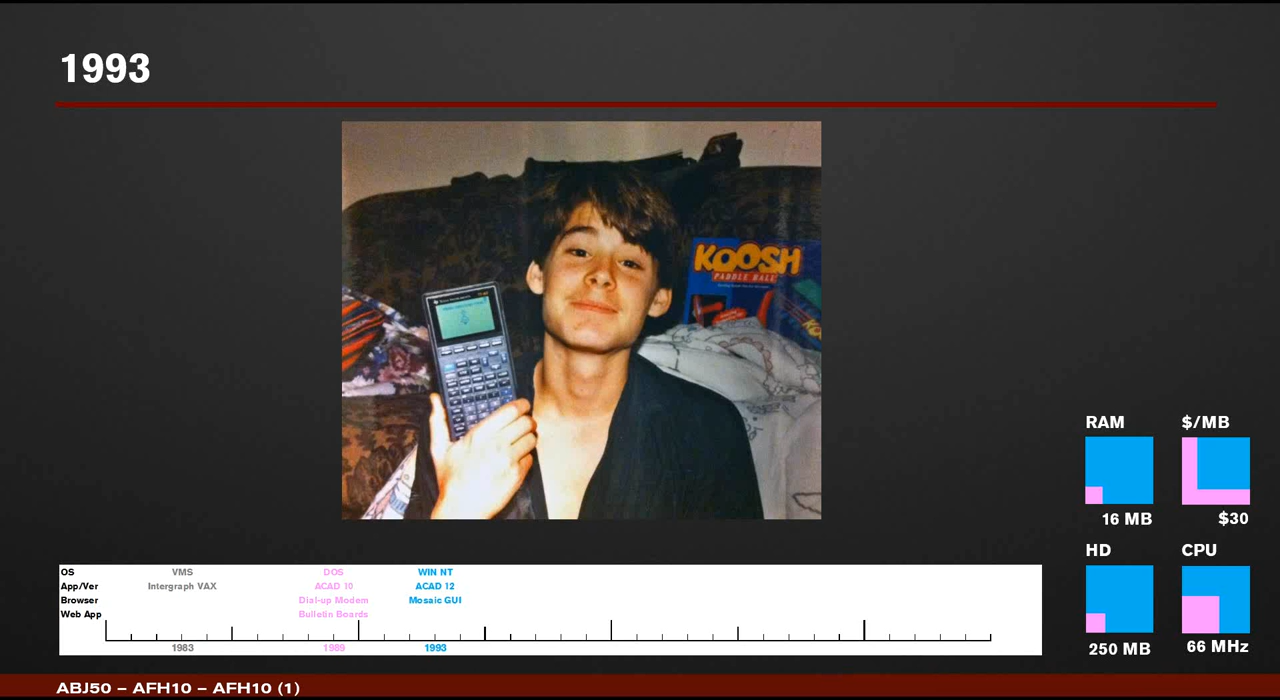 1993
KOOSH
PADDLE BALL
RAM
$/MB
16 MB
$30
HD
CPU
250 MB
66 MHz
OS VMS DOS WIN NT
App/Ver Intergraph VAX ACAD 10 ACAD 12
Browser Dial-up Modem Mosaic GUI
Web App Bulletin Boards
1983 1989 1993
ABJ50 – AFH10 – AFH10 (1)